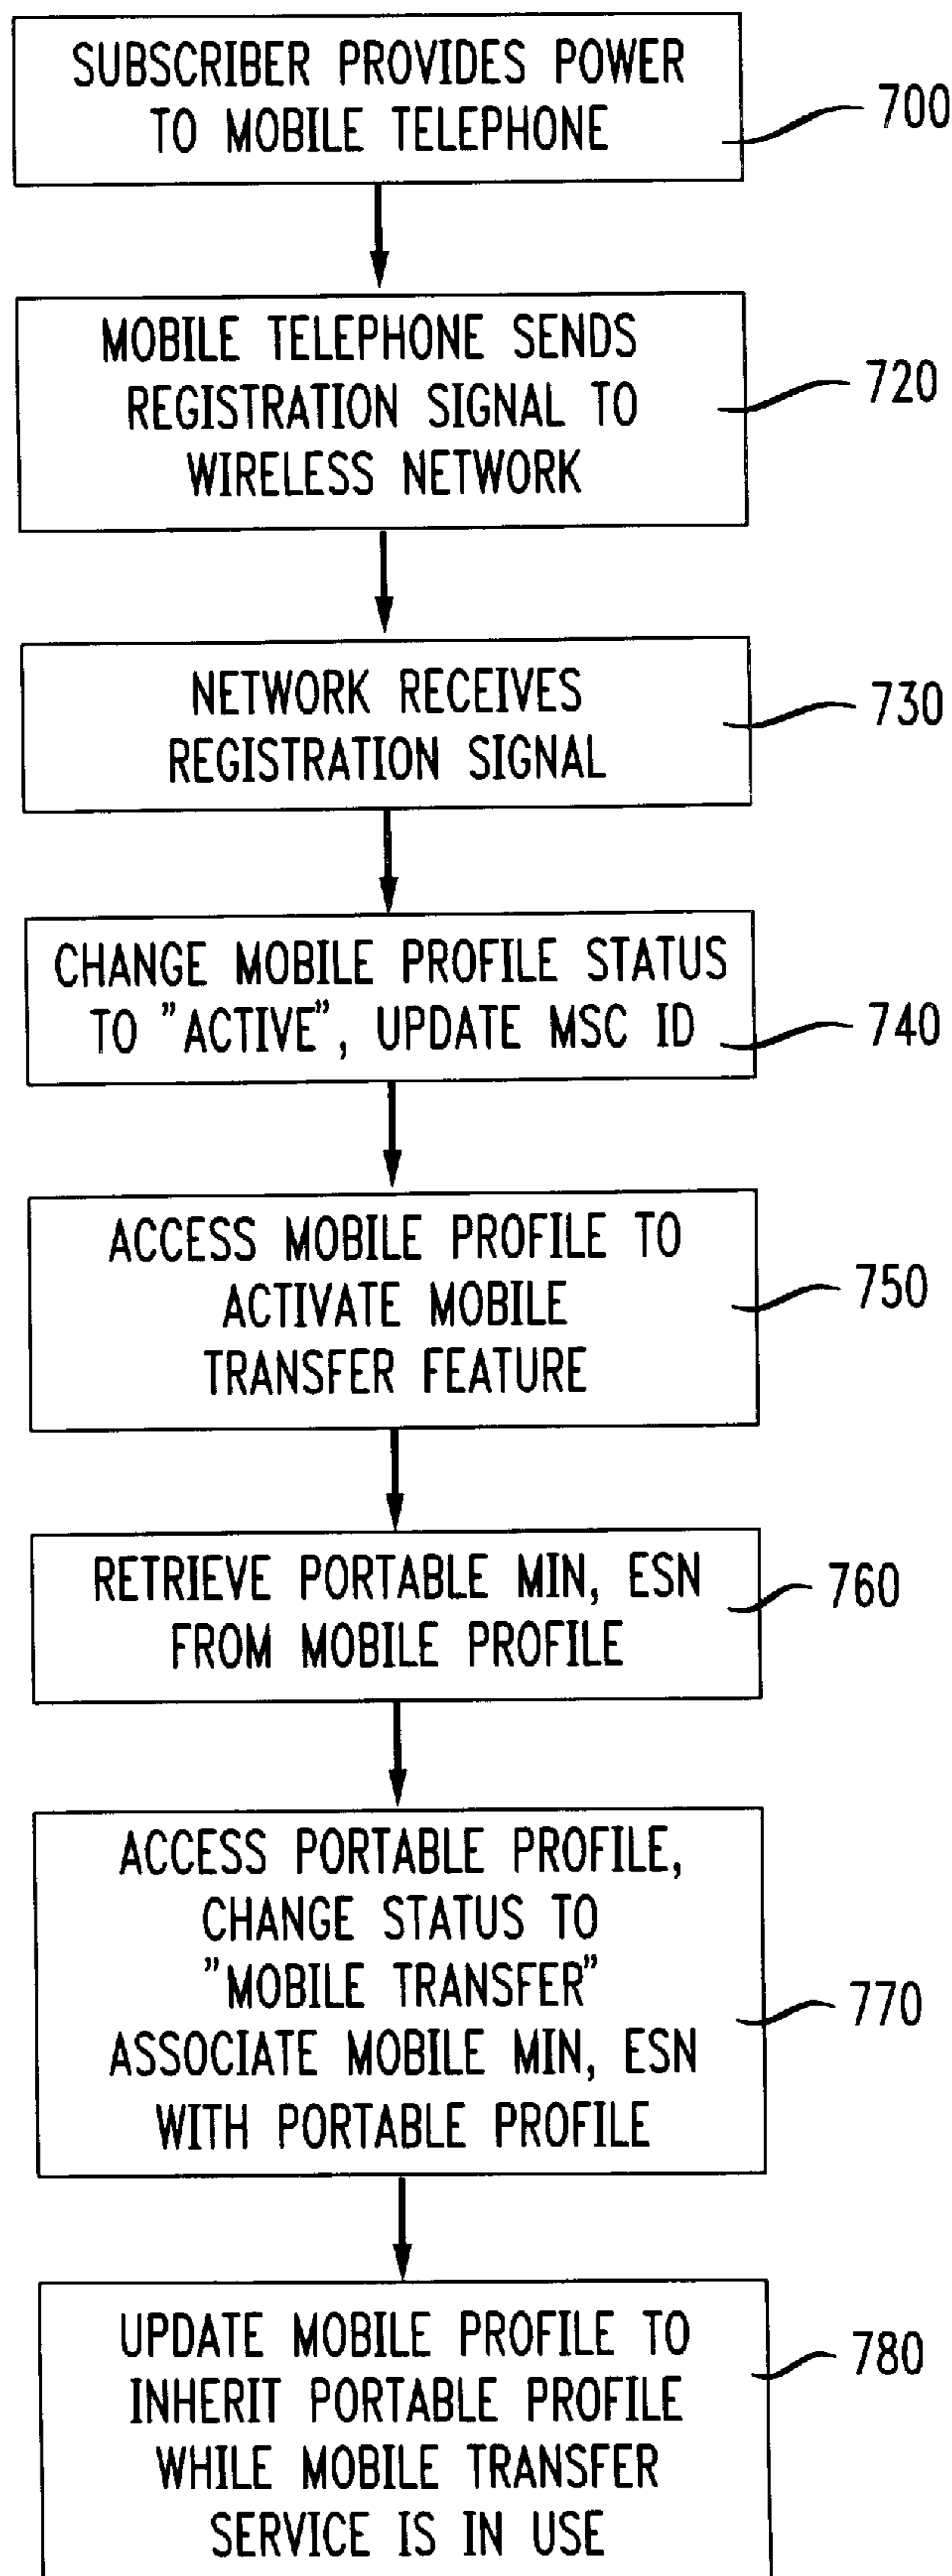 SUBSCRIBER PROVIDES POWER
TO MOBILE TELEPHONE
700
MOBILE TELEPHONE SENDS
REGISTRATION SIGNAL TO
WIRELESS NETWORK
720
NETWORK RECEIVES
REGISTRATION SIGNAL
730
CHANGE MOBILE PROFILE STATUS
TO "ACTIVE", UPDATE MSC ID
740
ACCESS MOBILE PROFILE TO
ACTIVATE MOBILE
TRANSFER FEATURE
750
RETRIEVE PORTABLE MIN, ESN
FROM MOBILE PROFILE
760
ACCESS PORTABLE PROFILE,
CHANGE STATUS TO
"MOBILE TRANSFER"
ASSOCIATE MOBILE MIN, ESN
WITH PORTABLE PROFILE
770
UPDATE MOBILE PROFILE TO
INHERIT PORTABLE PROFILE
WHILE MOBILE TRANSFER
SERVICE IS IN USE
780